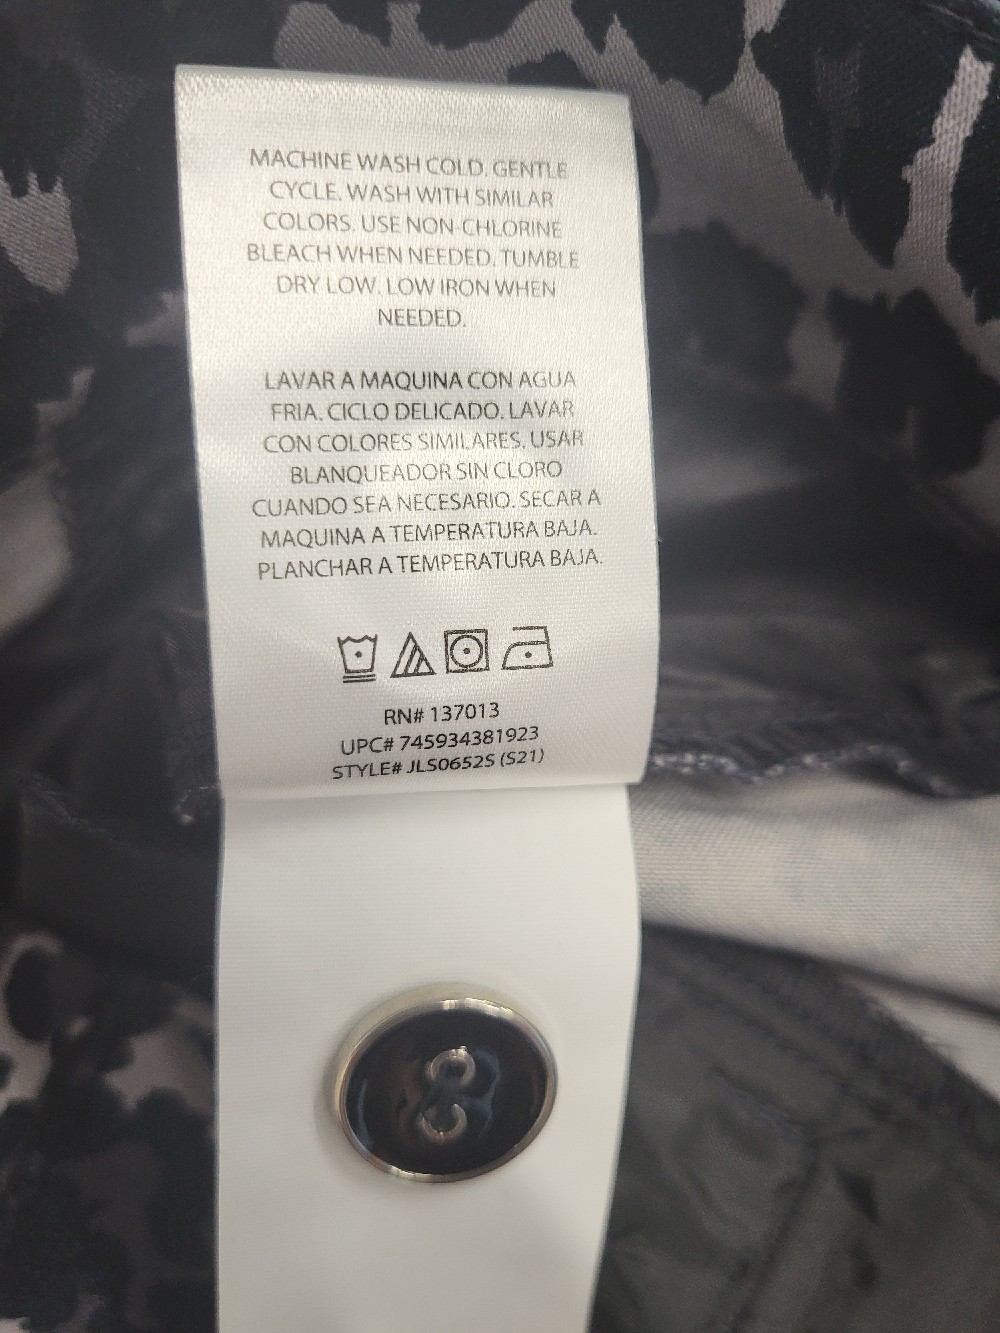 MACHINE WASH COLD. GENTLE
CYCLE. WASH WITH SIMILAR
COLORS. USE NON-CHLORINE
BLEACH WHEN NEEDED. TUMBLE
DRY LOW. LOW IRON WHEN
NEEDED.
LAVAR A MAQUINA CON AGUA
FRIA. CICLO DELICADO. LAVAR
CON COLORES SIMILARES. USAR
BLANQUEADOR SIN CLORO
CUANDO SEA NECESARIO. SECAR A
MAQUINA A TEMPERATURA BAJA.
PLANCHAR A TEMPERATURA BAJA.
RN# 137013
UPC# 745934381923
STYLE# JLS0652S (S21)